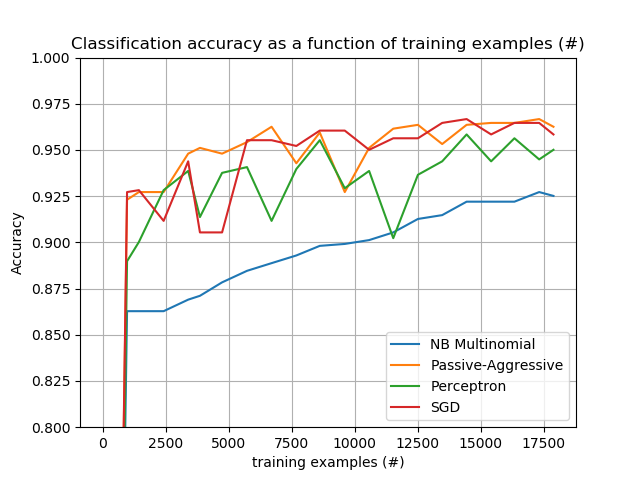 Classification accuracy as a function of training examples (#)
1.000
0.975
0.950
0.925
0.900
0.875
0.850
0.825
0.800
Accuracy
NB Multinomial
Passive-Aggressive
Perceptron
SGD
0 2500 5000 7500 10000 12500 15000 17500
training examples (#)